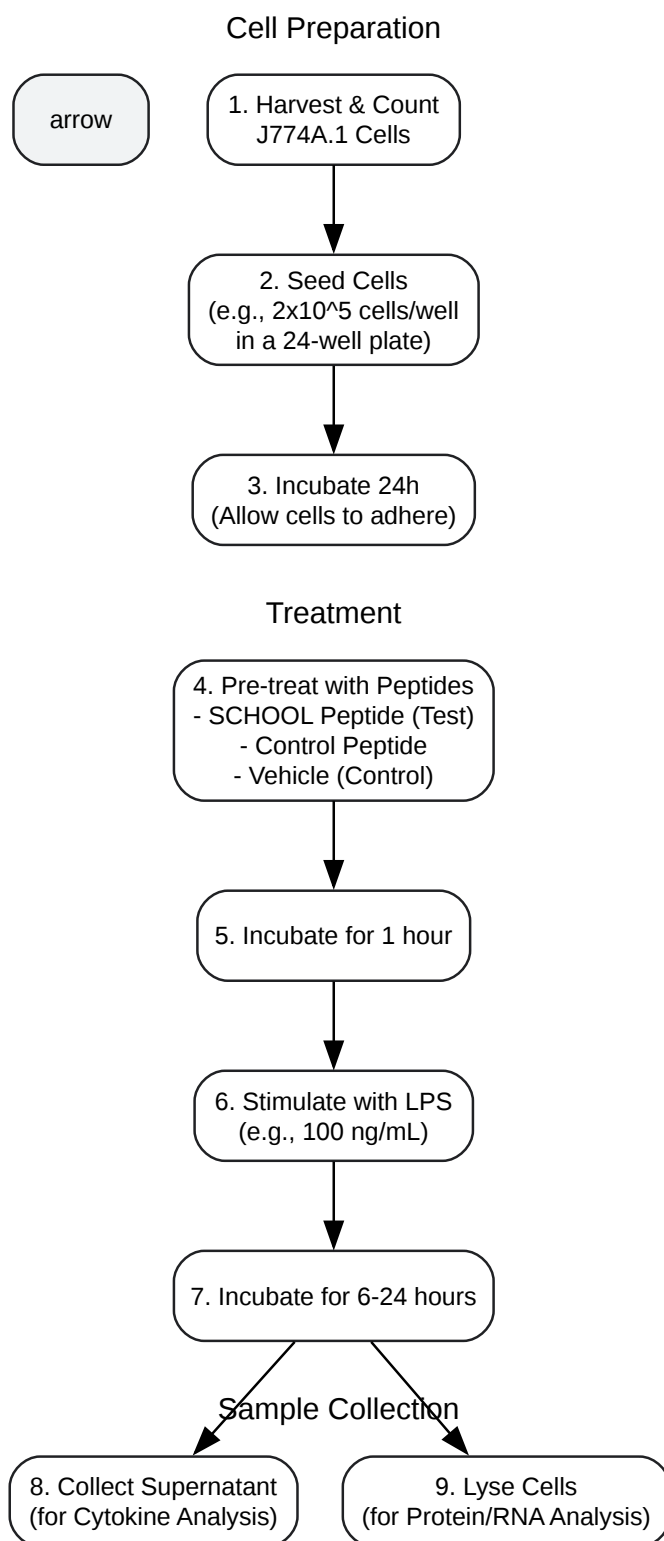 Cell Preparation
arrow
1. Harvest & Count
J774A.1 Cells
2. Seed Cells
(e.g., 2x10^5 cells/well
in a 24-well plate)
3. Incubate 24h
(Allow cells to adhere)
Treatment
4. Pre-treat with Peptides
- SCHOOL Peptide (Test)
- Control Peptide
- Vehicle (Control)
5. Incubate for 1 hour
6. Stimulate with LPS
(e.g., 100 ng/mL)
7. Incubate for 6-24 hours
Sample Collection
8. Collect Supernatant
(for Cytokine Analysis)
9. Lyse Cells
(for Protein/RNA Analysis)